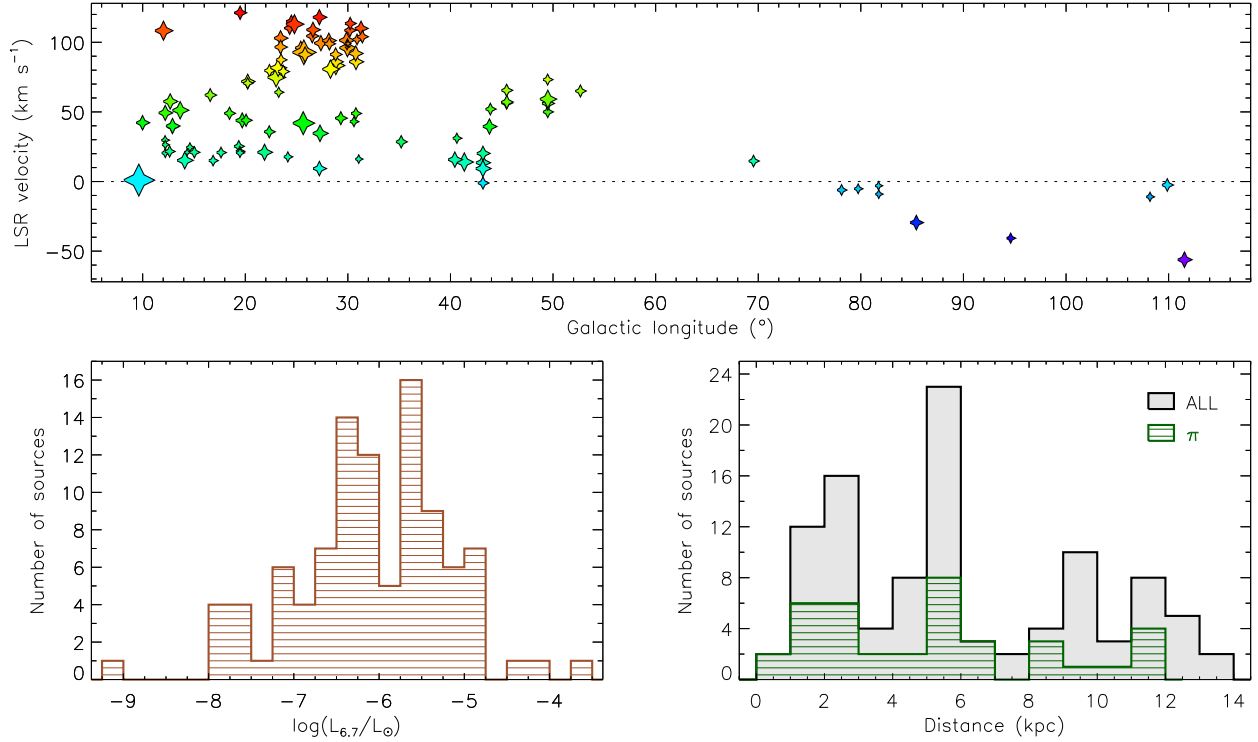 LSR velocity (km s⁻¹)
100
50
0
−50
10 20 30 40 50 60 70 80 90 100 110
Galactic longitude (°)
Number of sources
16
14
12
10
8
6
4
2
0
−9 −8 −7 −6 −5 −4
log(L₆.₇/L☉)
Number of sources
24
20
16
12
8
4
0
ALL
π
0 2 4 6 8 10 12 14
Distance (kpc)